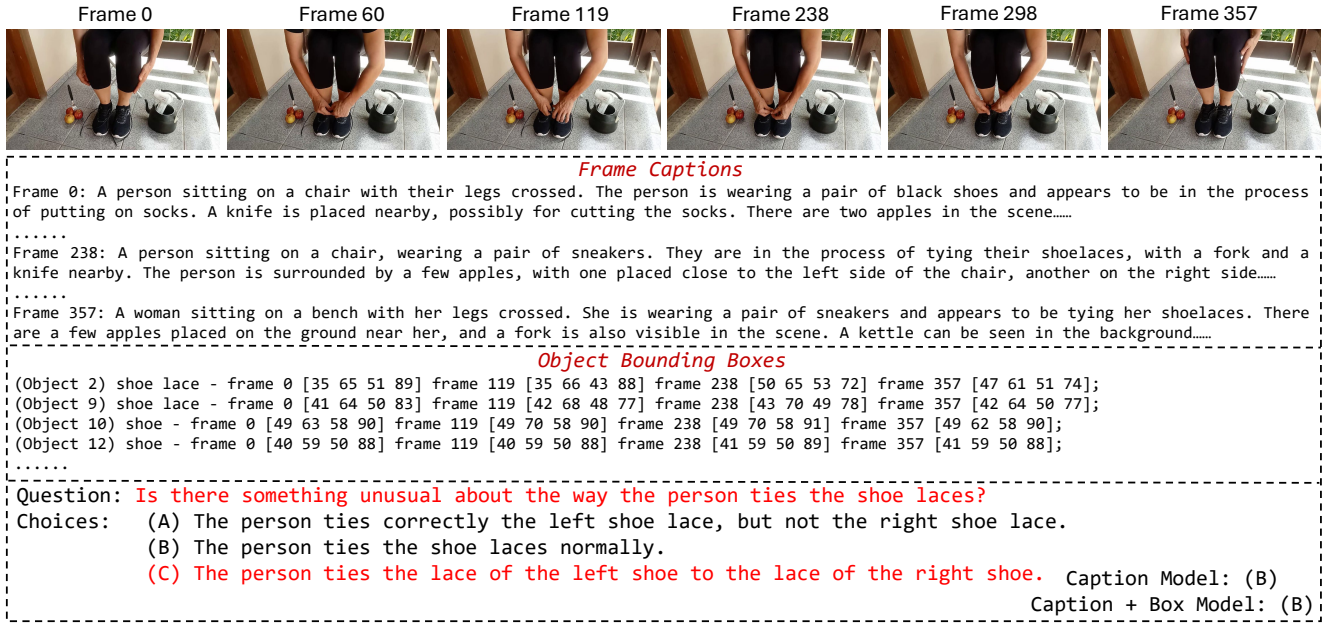 Frame 0 Frame 60 Frame 119 Frame 238 Frame 298 Frame 357
Frame Captions
Frame 0: A person sitting on a chair with their legs crossed. The person is wearing a pair of black shoes and appears to be in the process
of putting on socks. A knife is placed nearby, possibly for cutting the socks. There are two apples in the scene……
......
Frame 238: A person sitting on a chair, wearing a pair of sneakers. They are in the process of tying their shoelaces, with a fork and a
knife nearby. The person is surrounded by a few apples, with one placed close to the left side of the chair, another on the right side……
......
Frame 357: A woman sitting on a bench with her legs crossed. She is wearing a pair of sneakers and appears to be tying her shoelaces. There
are a few apples placed on the ground near her, and a fork is also visible in the scene. A kettle can be seen in the background……
Object Bounding Boxes
(Object 2) shoe lace - frame 0 [35 65 51 89] frame 119 [35 66 43 88] frame 238 [50 65 53 72] frame 357 [47 61 51 74];
(Object 9) shoe lace - frame 0 [41 64 50 83] frame 119 [42 68 48 77] frame 238 [43 70 49 78] frame 357 [42 64 50 77];
(Object 10) shoe - frame 0 [49 63 58 90] frame 119 [49 70 58 90] frame 238 [49 70 58 91] frame 357 [49 62 58 90];
(Object 12) shoe - frame 0 [40 59 50 88] frame 119 [40 59 50 88] frame 238 [41 59 50 89] frame 357 [41 59 50 88];
......
Question: Is there something unusual about the way the person ties the shoe laces?
Choices: (A) The person ties correctly the left shoe lace, but not the right shoe lace.
(B) The person ties the shoe laces normally.
(C) The person ties the lace of the left shoe to the lace of the right shoe. Caption Model: (B)
Caption + Box Model: (B)